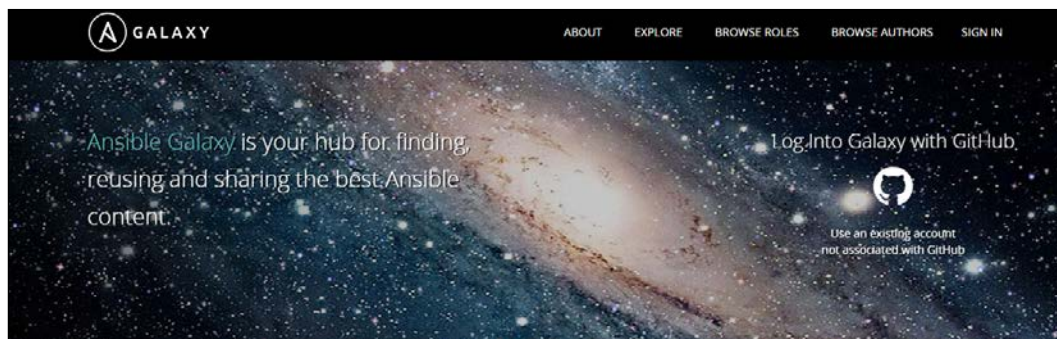 GALAXY
ABOUT EXPLORE BROWSE ROLES BROWSE AUTHORS SIGN IN
Ansible Galaxy is your hub for finding,
reusing and sharing the best Ansible
content.
Log Into Galaxy with GitHub
Use an existing account
not associated with GitHub